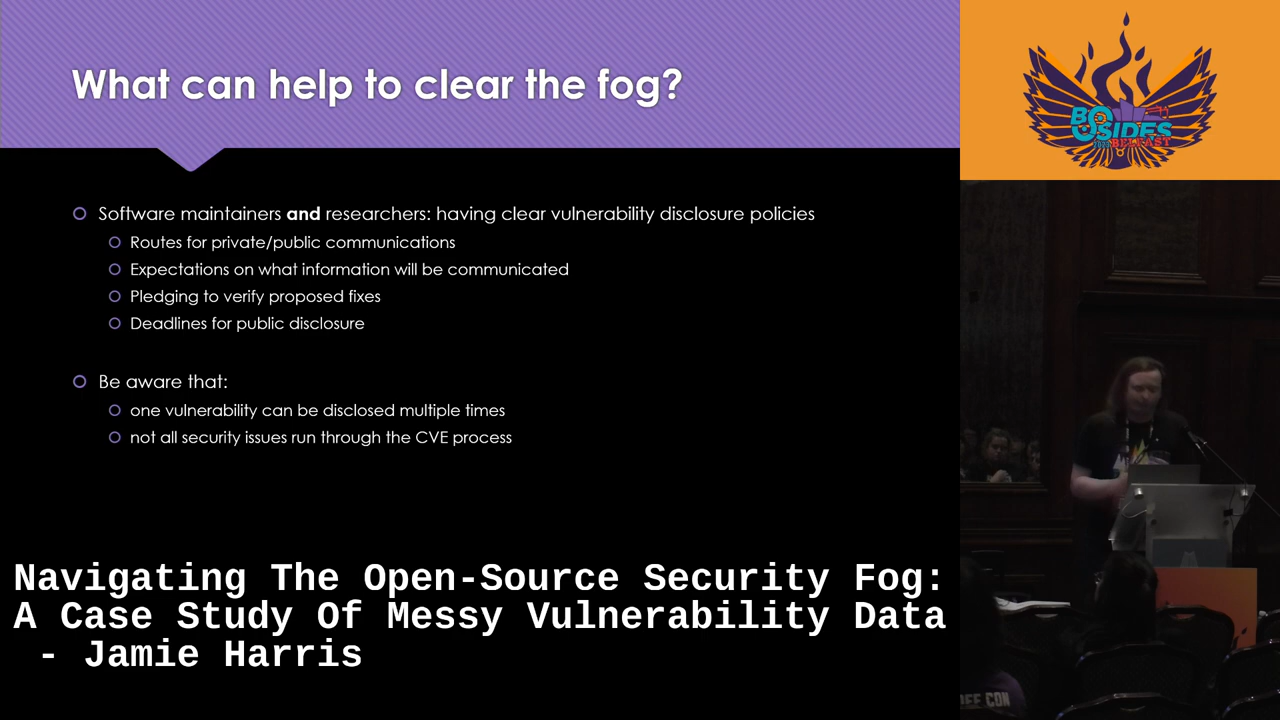 What can help to clear the fog?
Software maintainers and researchers: having clear vulnerability disclosure policies
Routes for private/public communications
Expectations on what information will be communicated
Pledging to verify proposed fixes
Deadlines for public disclosure
Be aware that:
one vulnerability can be disclosed multiple times
not all security issues run through the CVE process
Navigating The Open-Source Security Fog:
A Case Study Of Messy Vulnerability Data
- Jamie Harris
BSIDES
BELFAST
CON